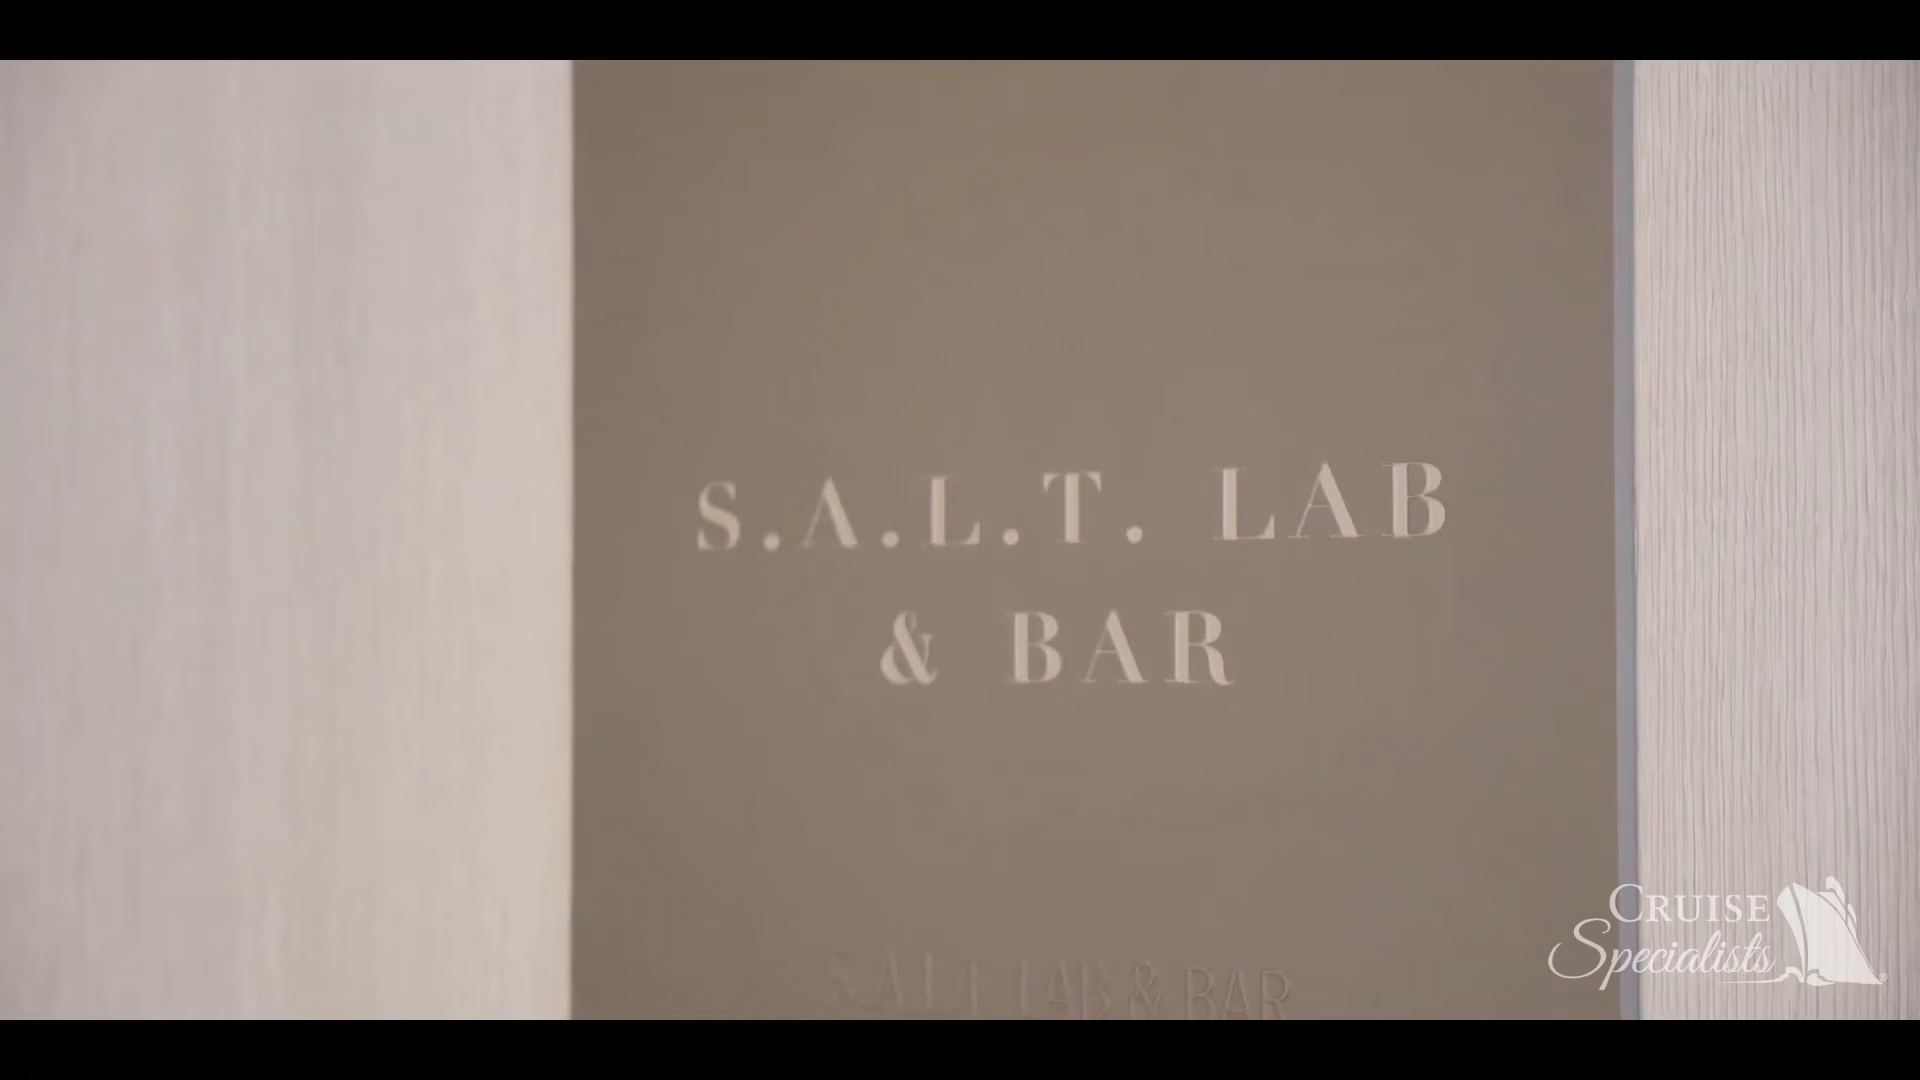 S.A.L.T. LAB
& BAR
S.A.L.T. LAB & BAR
CRUISE
Specialists